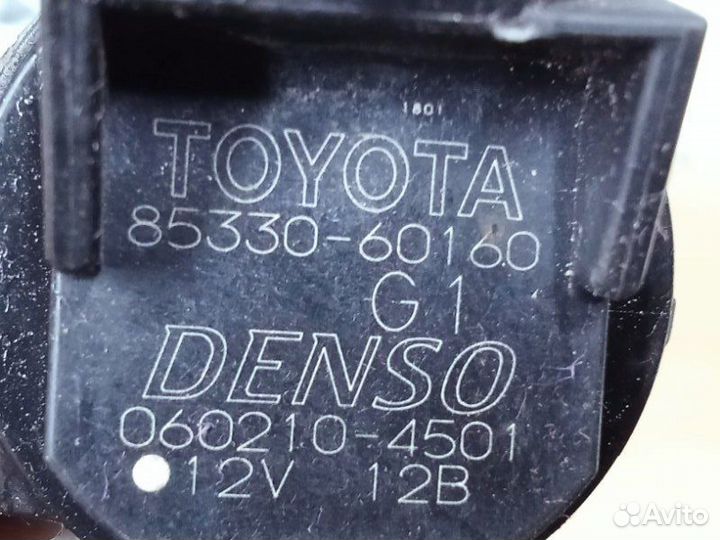 1801
TOYOTA
85330-60160
G1
DENSO
060210-4501
12V 12B
Avito